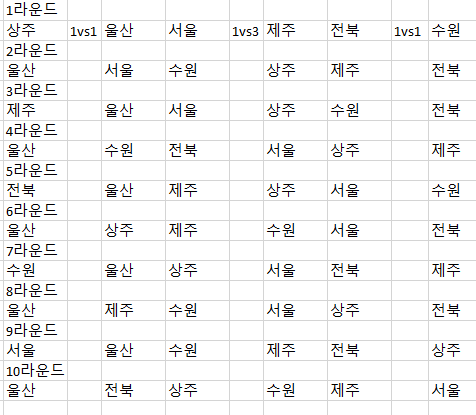 1라운드
상주 1vs1 울산 서울 1vs3 제주 전북 1vs1 수원
2라운드
울산 서울 수원 상주 제주 전북
3라운드
제주 울산 서울 상주 수원 전북
4라운드
울산 수원 전북 서울 상주 제주
5라운드
전북 울산 제주 상주 서울 수원
6라운드
울산 상주 제주 수원 서울 전북
7라운드
수원 울산 상주 서울 전북 제주
8라운드
울산 제주 수원 서울 상주 전북
9라운드
서울 울산 수원 제주 전북 상주
10라운드
울산 전북 상주 수원 제주 서울